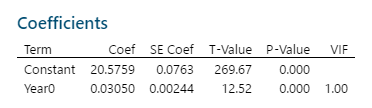 Coefficients
Term Coef SE Coef T-Value P-Value VIF
Constant 20.5759 0.0763 269.67 0.000
Year0 0.03050 0.00244 12.52 0.000 1.00